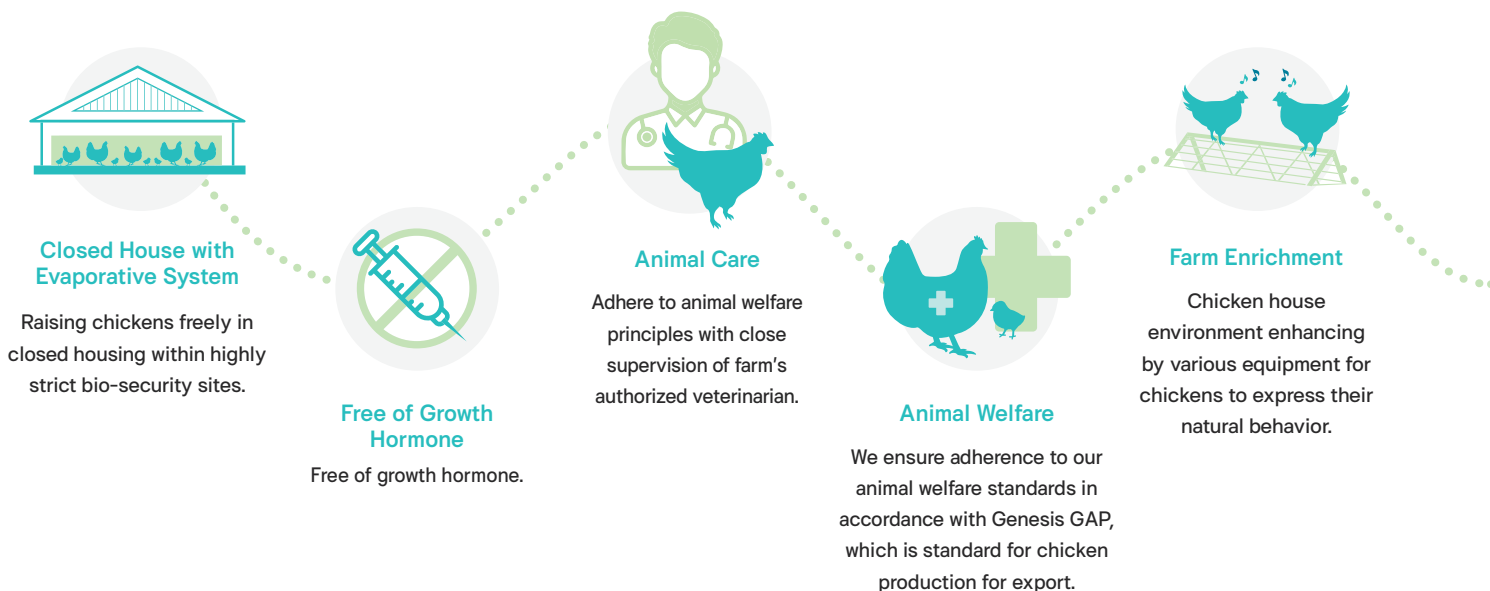 Closed House with
Evaporative System
Raising chickens freely in
closed housing within highly
strict bio-security sites.
Free of Growth
Hormone
Free of growth hormone.
Animal Care
Adhere to animal welfare
principles with close
supervision of farm's
authorized veterinarian.
Animal Welfare
We ensure adherence to our
animal welfare standards in
accordance with Genesis GAP,
which is standard for chicken
production for export.
Farm Enrichment
Chicken house
environment enhancing
by various equipment for
chickens to express their
natural behavior.